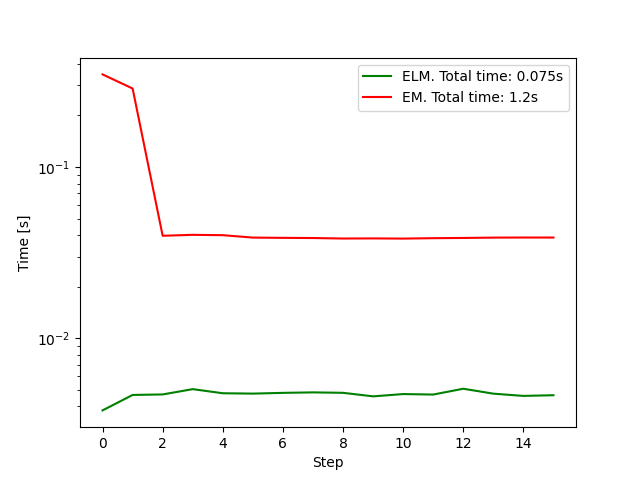 ELM. Total time: 0.075s
EM. Total time: 1.2s
10⁻¹
10⁻²
Time [s]
0 2 4 6 8 10 12 14
Step